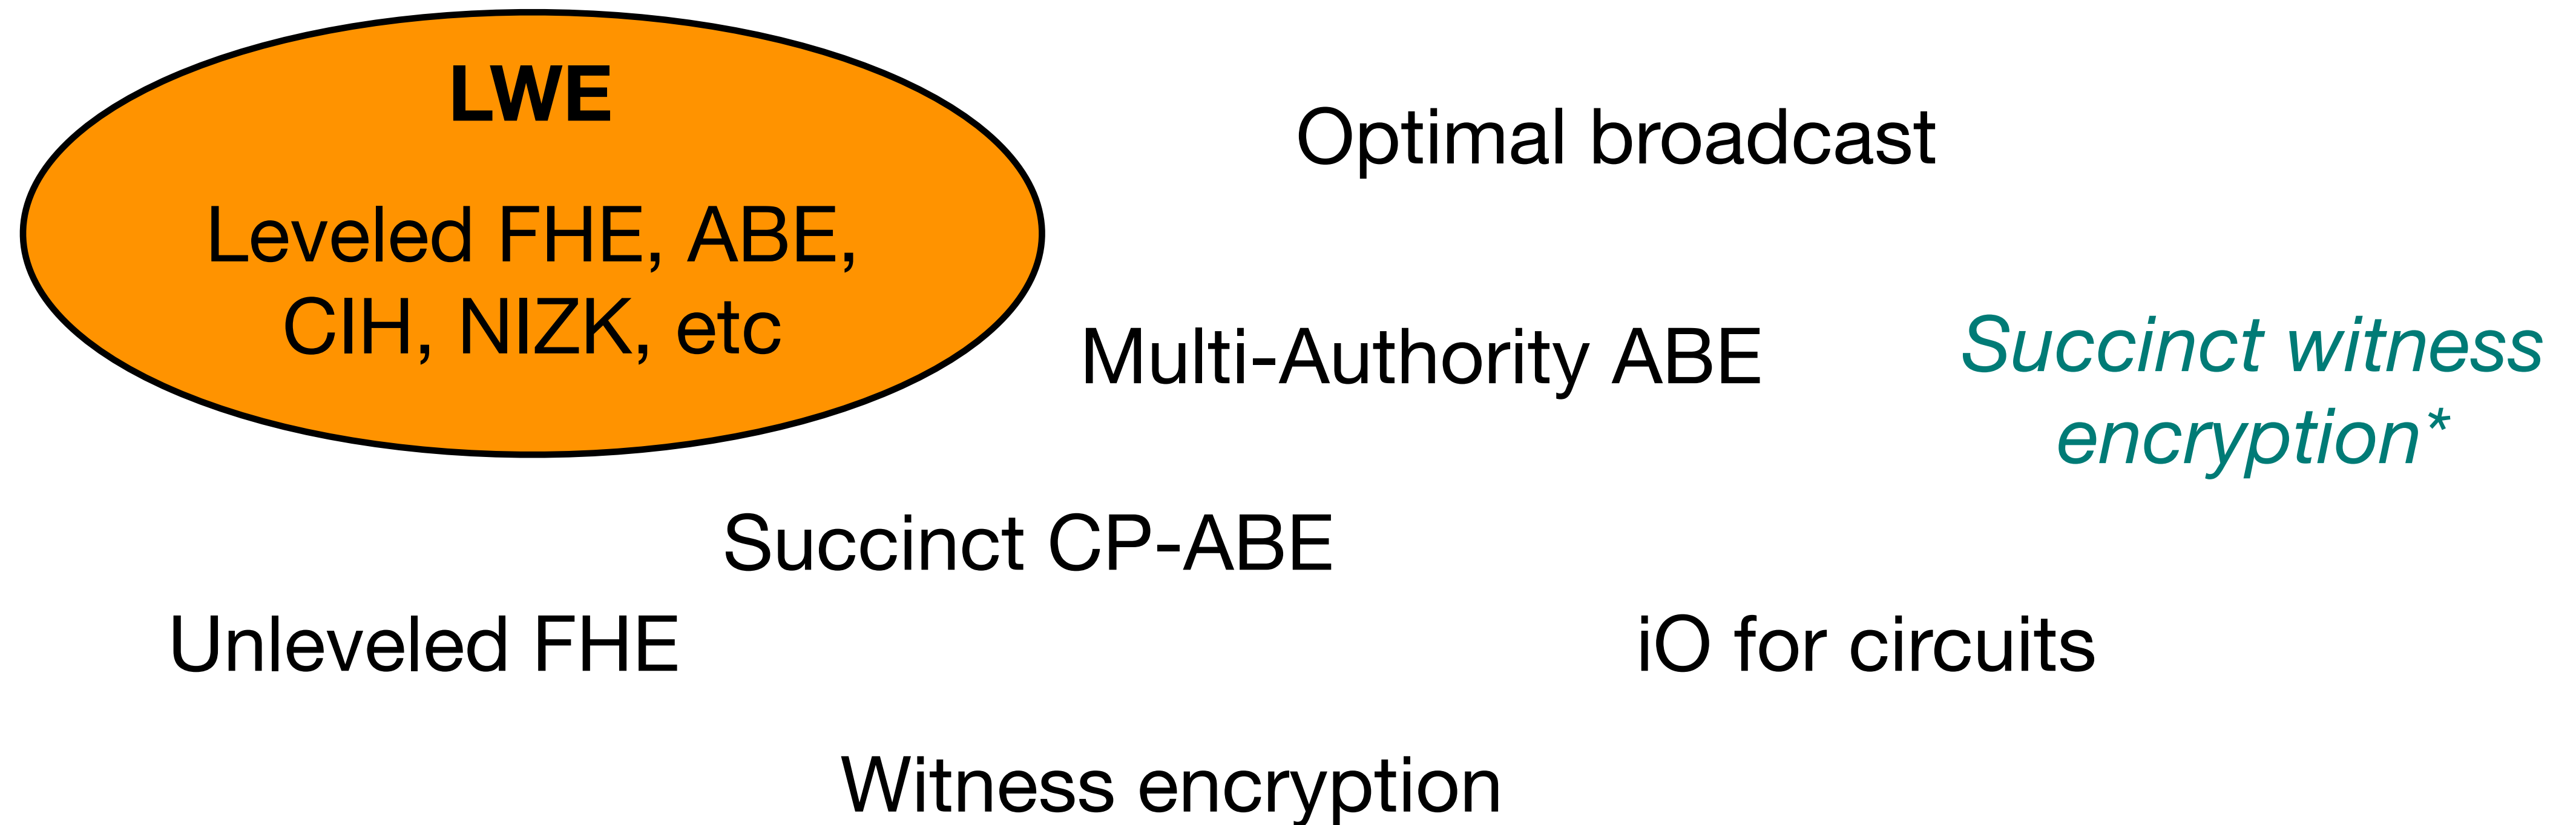 LWE
Leveled FHE, ABE,
CIH, NIZK, etc
Optimal broadcast
Multi-Authority ABE
Succinct witness
encryption*
Succinct CP-ABE
Unleveled FHE
iO for circuits
Witness encryption